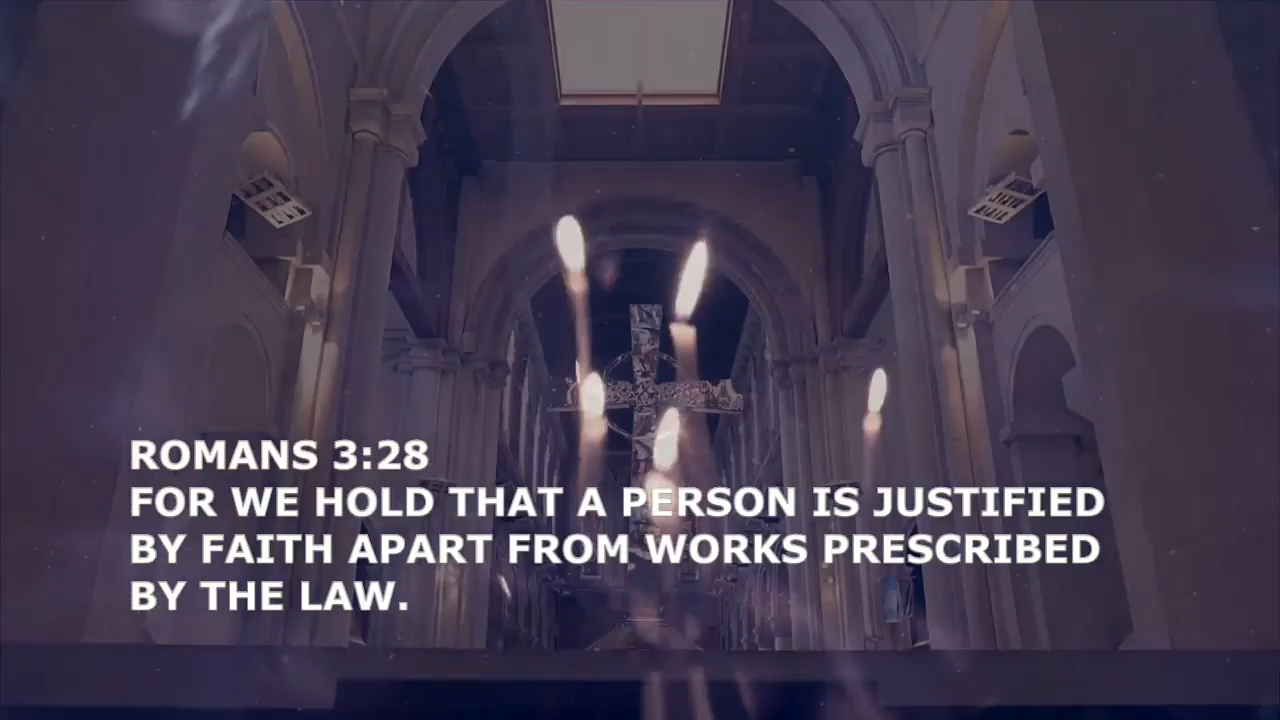 ROMANS 3:28
FOR WE HOLD THAT A PERSON IS JUSTIFIED
BY FAITH APART FROM WORKS PRESCRIBED
BY THE LAW.